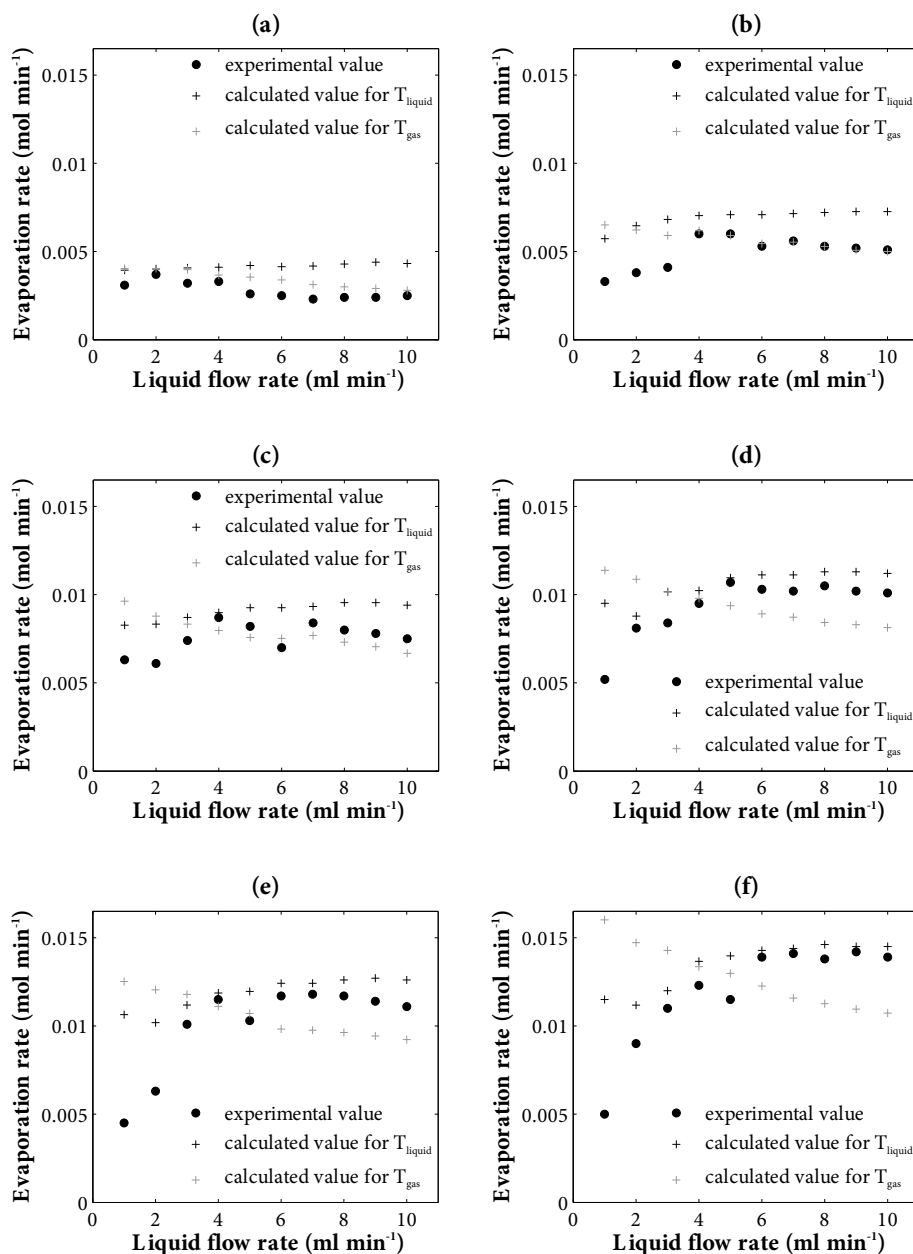 (a)
Evaporation rate (mol min⁻¹)
0.015
0.01
0.005
0
experimental value
calculated value for T_liquid
calculated value for T_gas
0 2 4 6 8 10
Liquid flow rate (ml min⁻¹)
(b)
Evaporation rate (mol min⁻¹)
0.015
0.01
0.005
0
experimental value
calculated value for T_liquid
calculated value for T_gas
0 2 4 6 8 10
Liquid flow rate (ml min⁻¹)
(c)
Evaporation rate (mol min⁻¹)
0.015
0.01
0.005
0
experimental value
calculated value for T_liquid
calculated value for T_gas
0 2 4 6 8 10
Liquid flow rate (ml min⁻¹)
(d)
Evaporation rate (mol min⁻¹)
0.015
0.01
0.005
0
experimental value
calculated value for T_liquid
calculated value for T_gas
0 2 4 6 8 10
Liquid flow rate (ml min⁻¹)
(e)
Evaporation rate (mol min⁻¹)
0.015
0.01
0.005
0
experimental value
calculated value for T_liquid
calculated value for T_gas
0 2 4 6 8 10
Liquid flow rate (ml min⁻¹)
(f)
Evaporation rate (mol min⁻¹)
0.015
0.01
0.005
0
experimental value
calculated value for T_liquid
calculated value for T_gas
0 2 4 6 8 10
Liquid flow rate (ml min⁻¹)